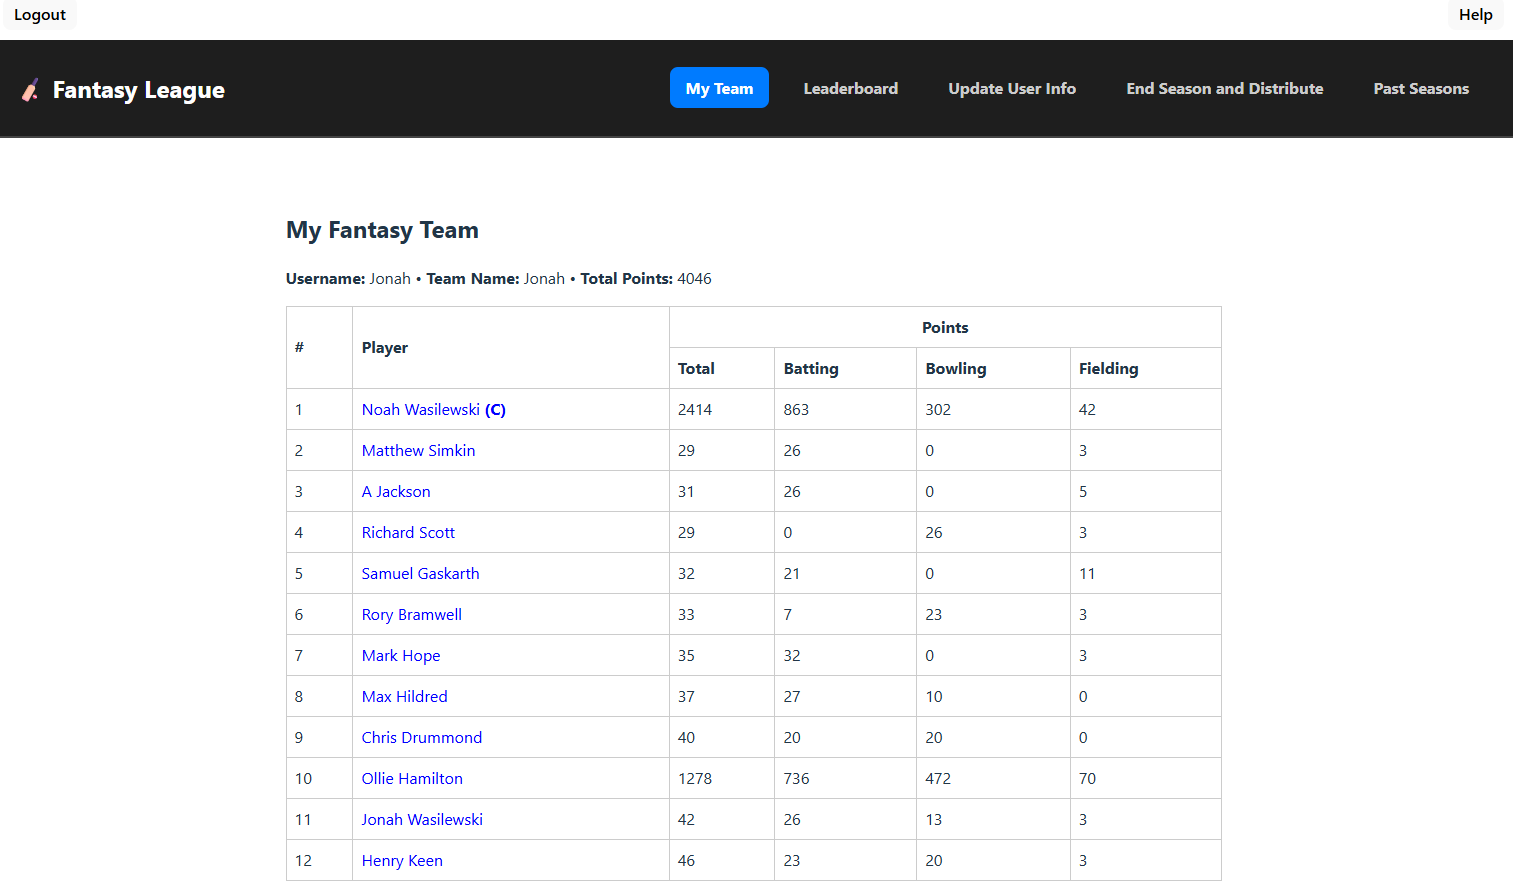 Logout Help
Fantasy League My Team Leaderboard Update User Info End Season and Distribute Past Seasons
My Fantasy Team
Username: Jonah • Team Name: Jonah • Total Points: 4046
# Player Points
Total Batting Bowling Fielding
1 Noah Wasilewski (C) 2414 863 302 42
2 Matthew Simkin 29 26 0 3
3 A Jackson 31 26 0 5
4 Richard Scott 29 0 26 3
5 Samuel Gaskarth 32 21 0 11
6 Rory Bramwell 33 7 23 3
7 Mark Hope 35 32 0 3
8 Max Hildred 37 27 10 0
9 Chris Drummond 40 20 20 0
10 Ollie Hamilton 1278 736 472 70
11 Jonah Wasilewski 42 26 13 3
12 Henry Keen 46 23 20 3